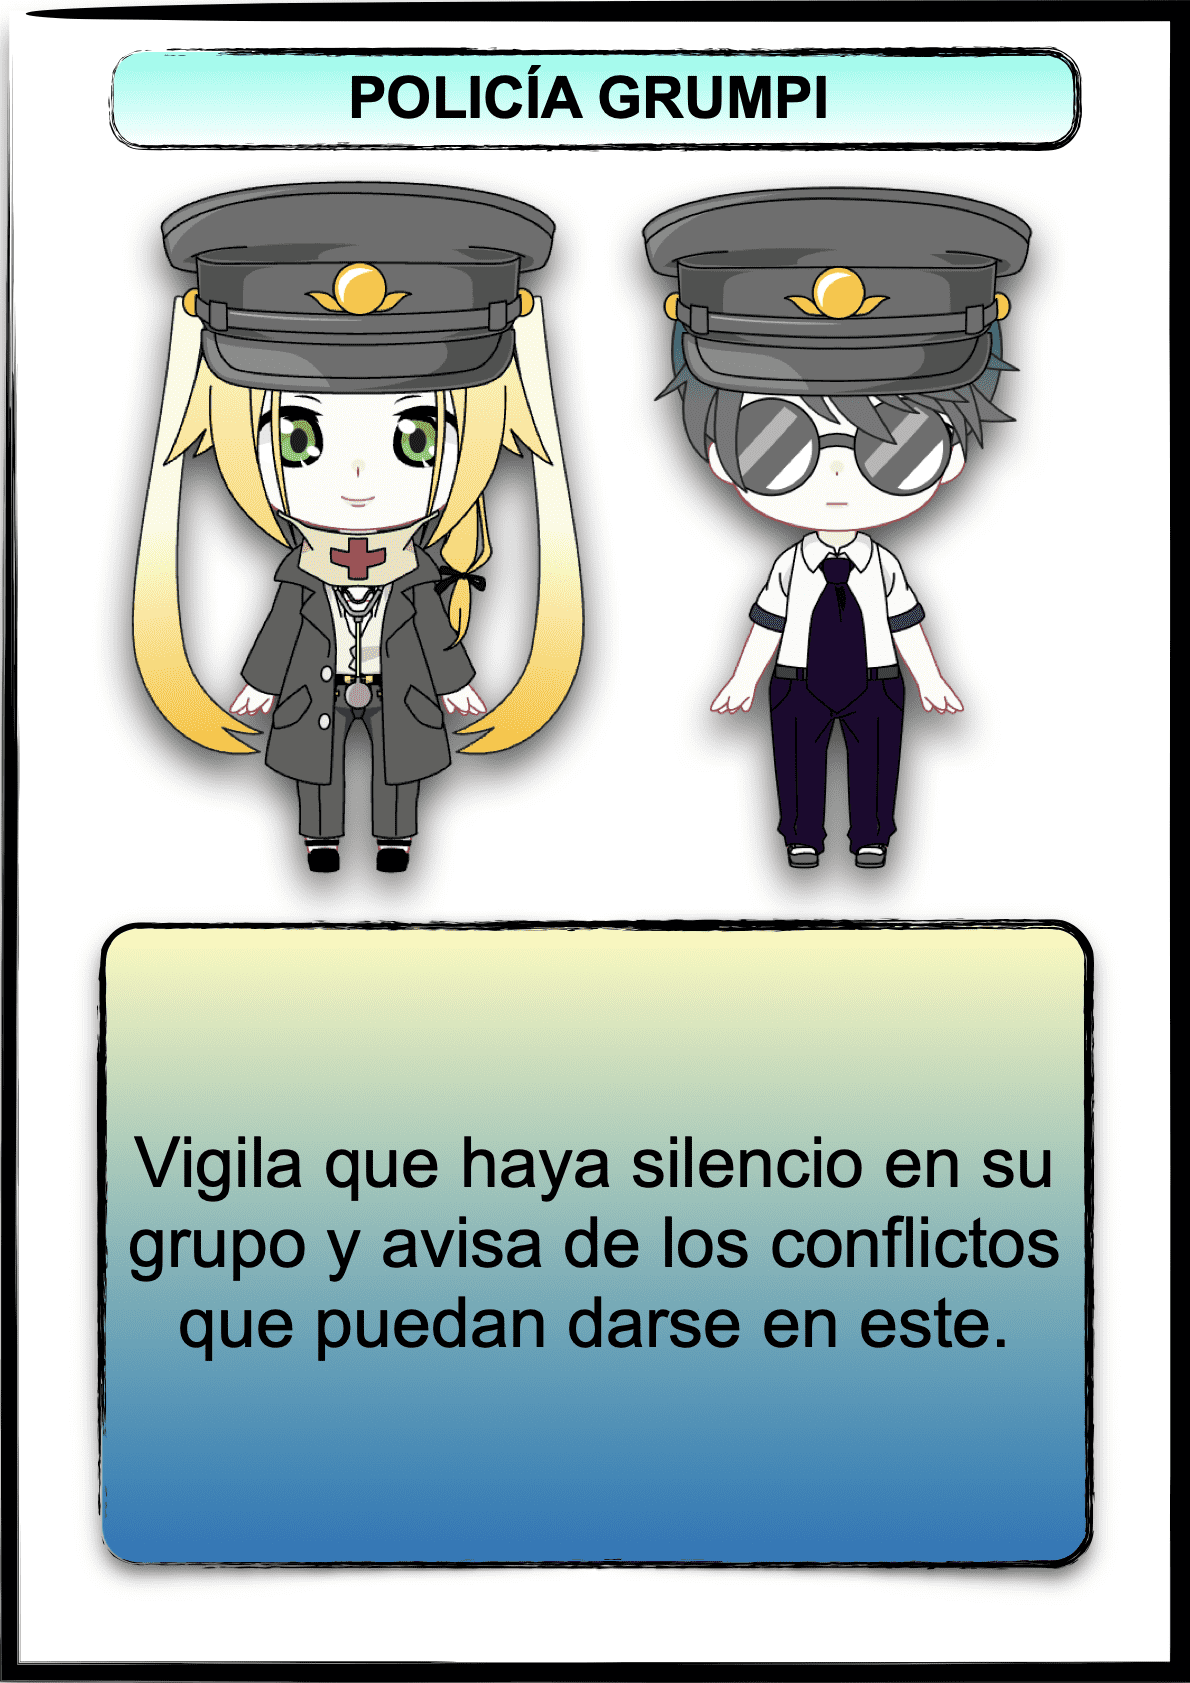 POLICÍA GRUMPI
Vigila que haya silencio en su
grupo y avisa de los conflictos
que puedan darse en este.